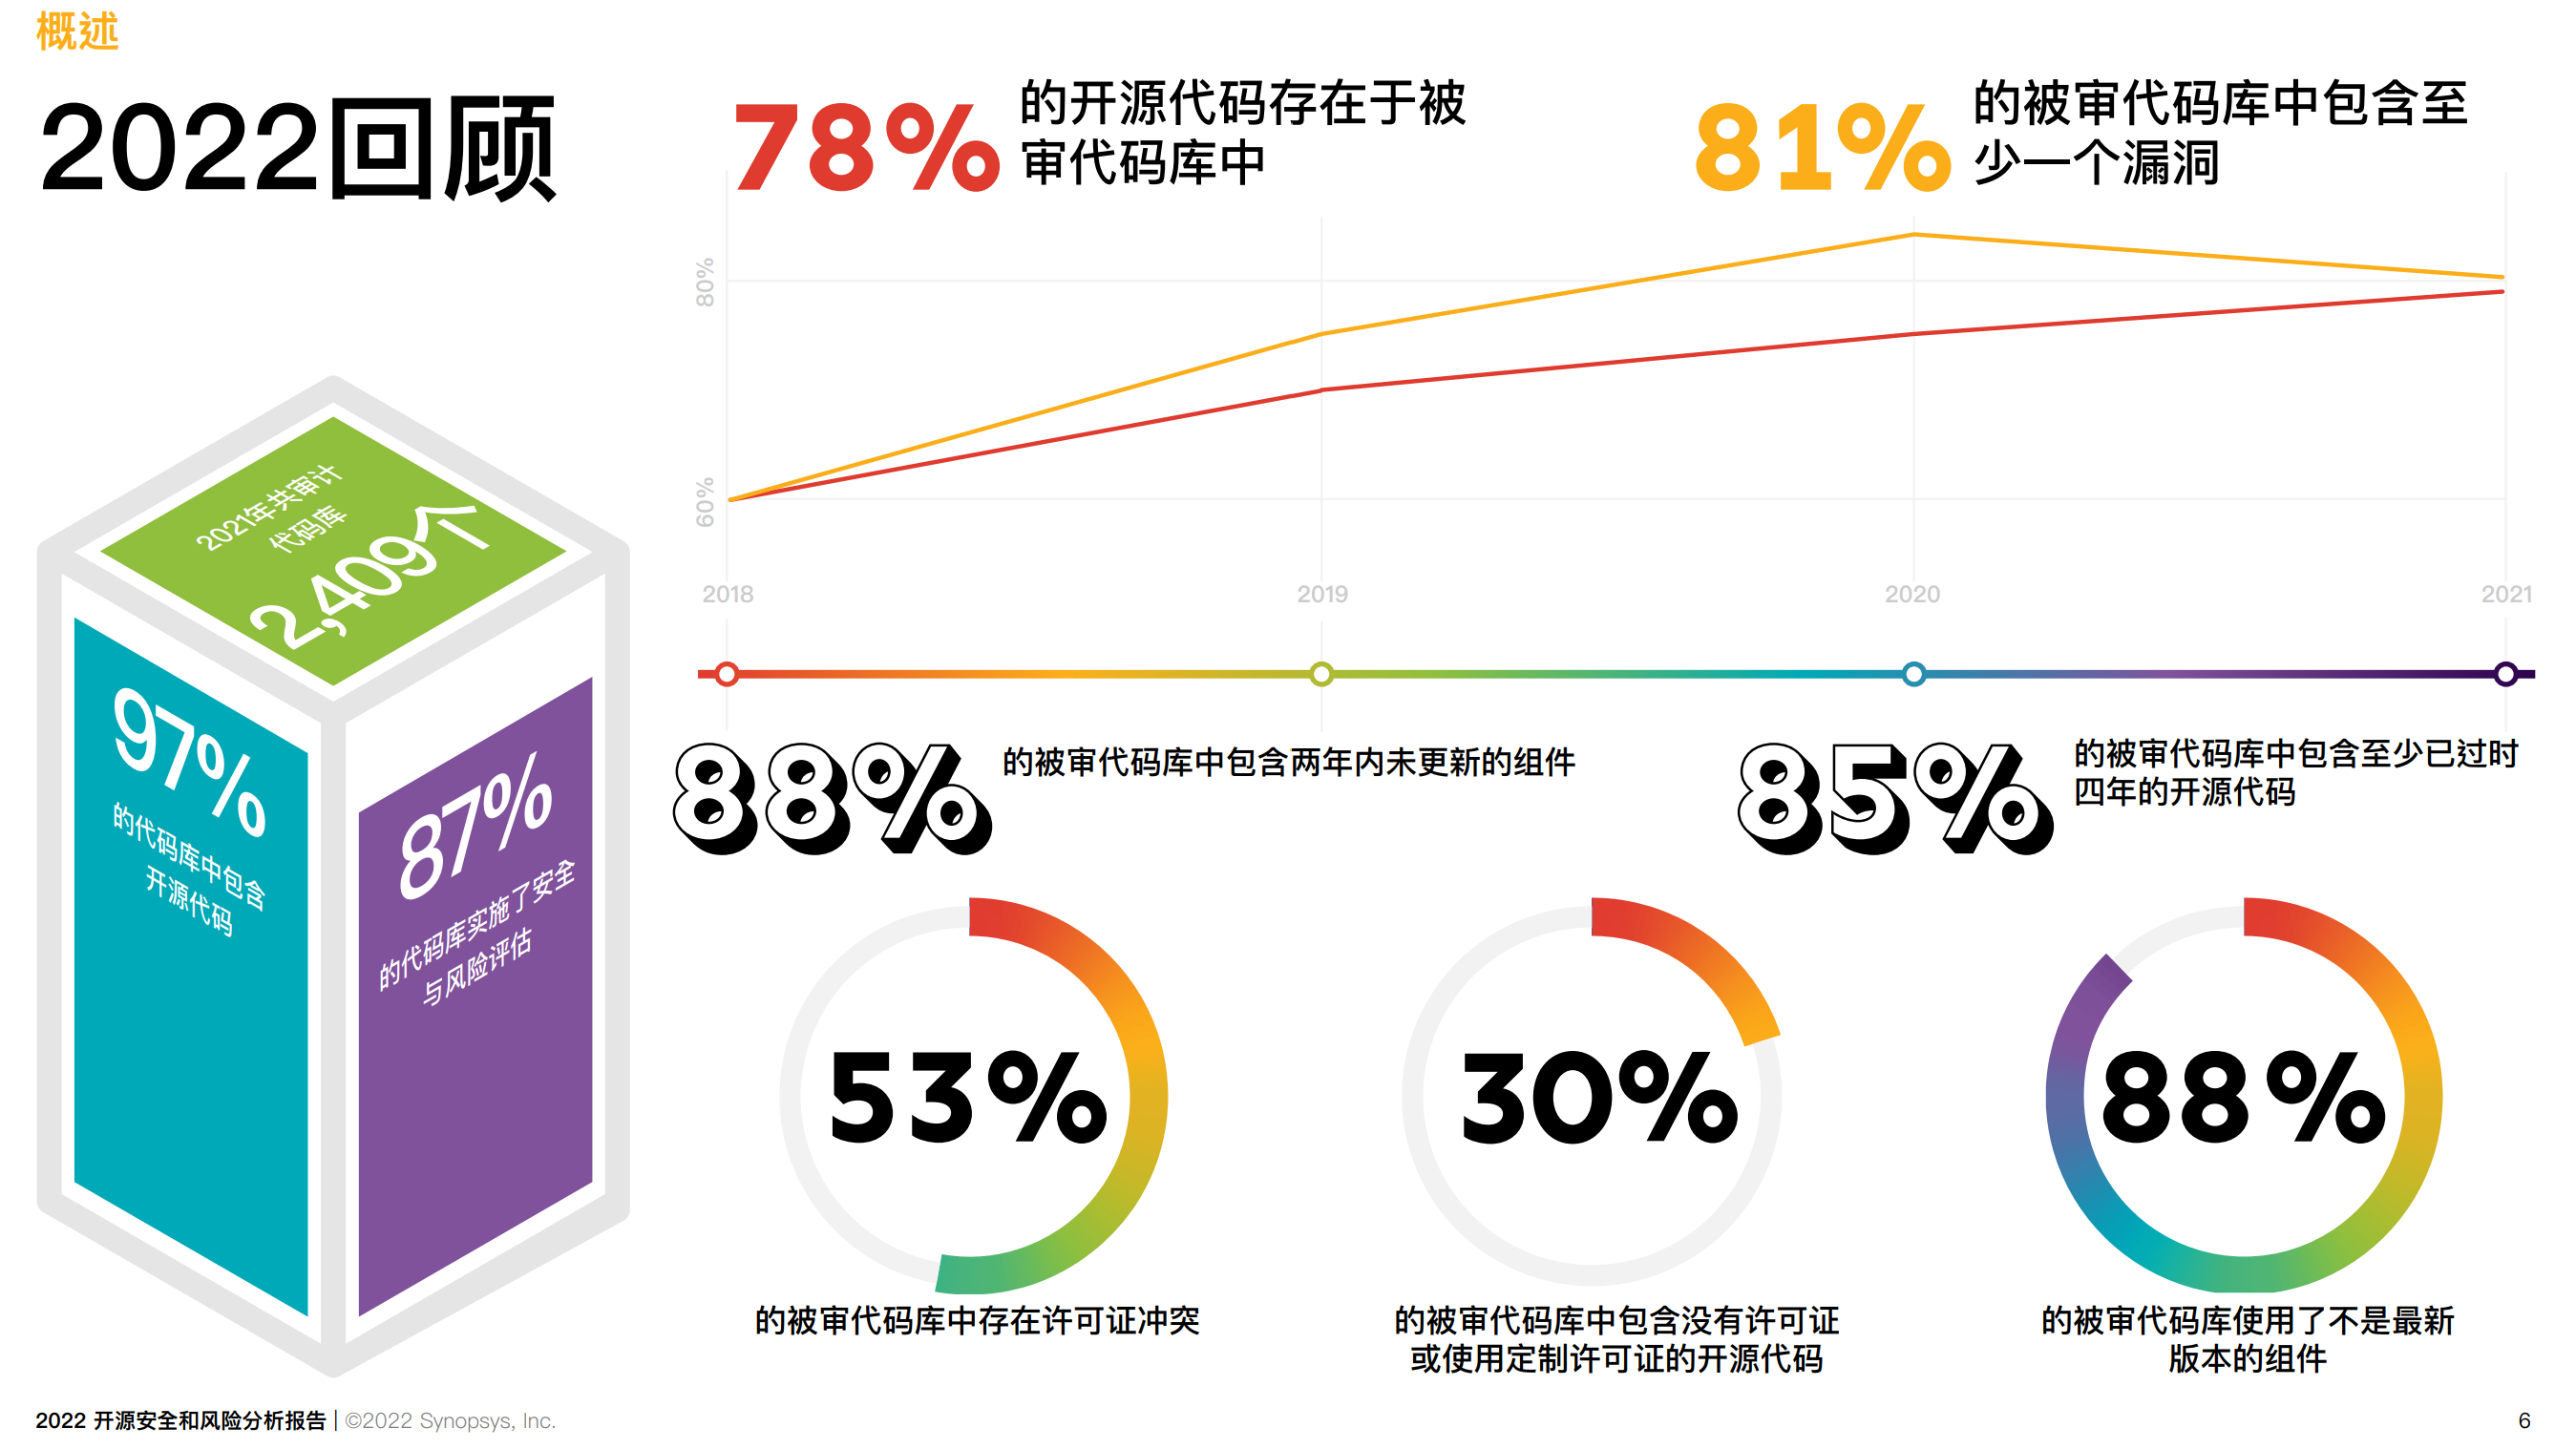 概述
2022回顾
78%
的开源代码存在于被
审代码库中
81%
的被审代码库中包含至
少一个漏洞
80%
60%
2018
2019
2020
2021
2021年共审计
代码库
2,409个
97%
的代码库中包含
开源代码
87%
的代码库实施了安全
与风险评估
88%
的被审代码库中包含两年内未更新的组件
85%
的被审代码库中包含至少已过时
四年的开源代码
53%
的被审代码库中存在许可证冲突
30%
的被审代码库中包含没有许可证
或使用定制许可证的开源代码
88%
的被审代码库使用了不是最新
版本的组件
2022 开源安全和风险分析报告 | ©2022 Synopsys, Inc.
6